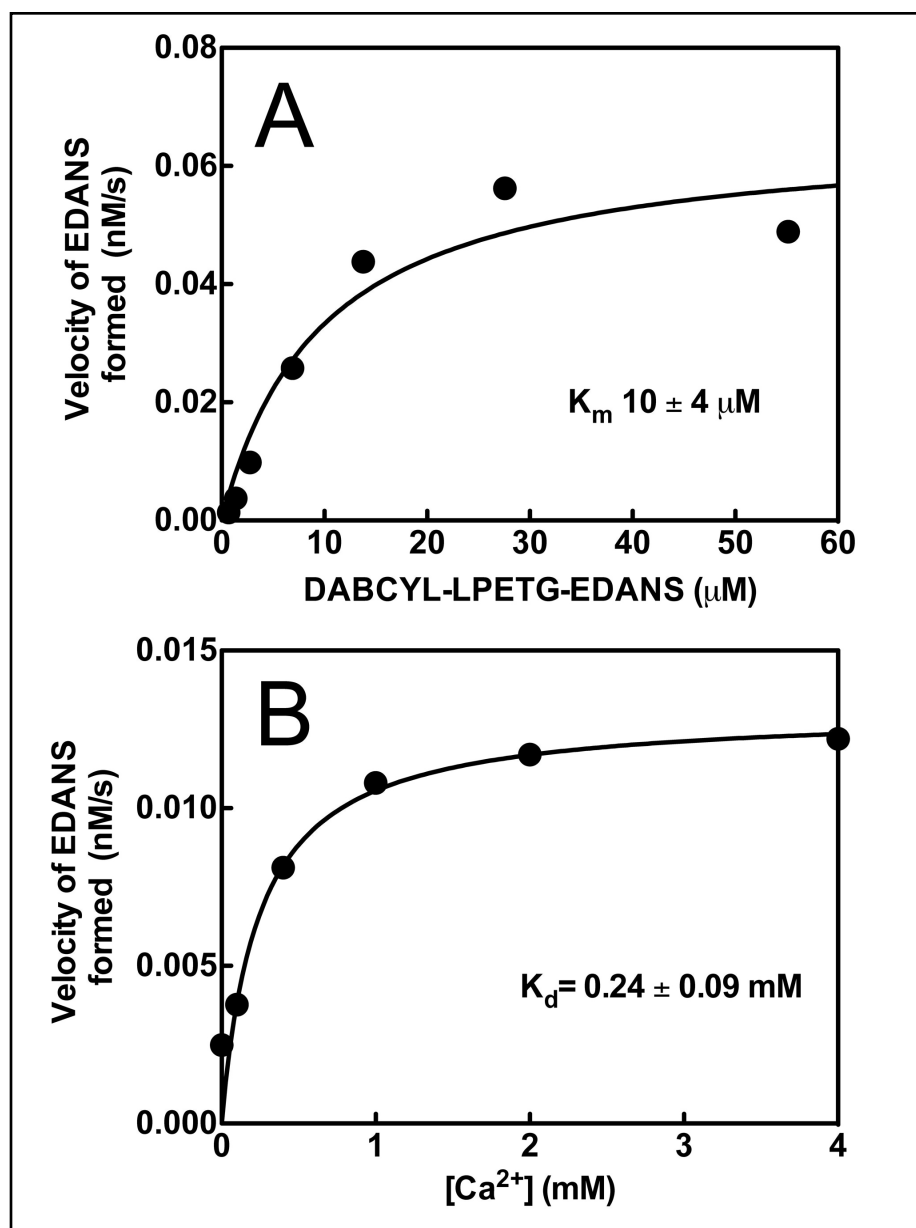 A
0.08
0.06
0.04
0.02
0.00
Velocity of EDANS
formed (nM/s)
K_m 10 ± 4 μM
0 10 20 30 40 50 60
DABCYL-LPETG-EDANS (μM)
B
0.015
0.010
0.005
0.000
Velocity of EDANS
formed (nM/s)
K_d= 0.24 ± 0.09 mM
0 1 2 3 4
[Ca²⁺] (mM)